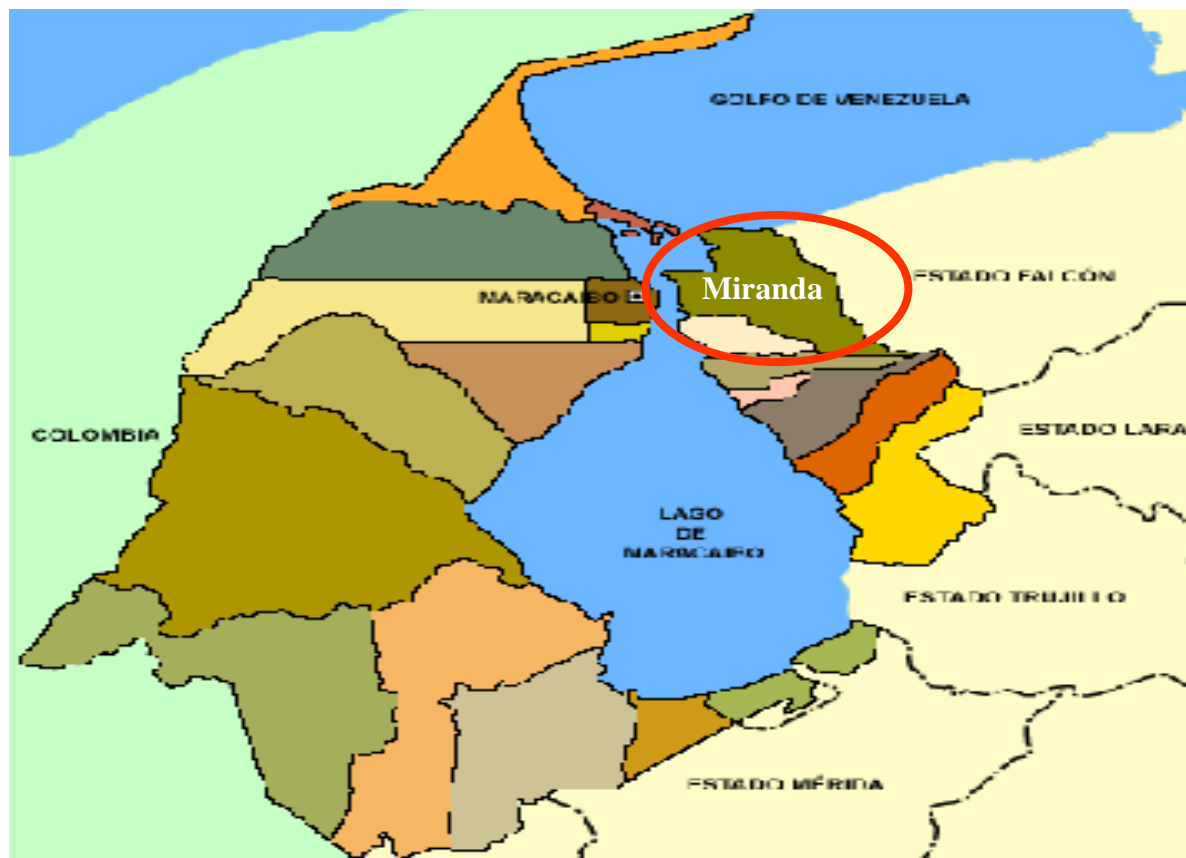 GOLFO DE VENEZUELA
ESTADO FALCÓN
Miranda
MARACAIBO
COLOMBIA
ESTADO LARA
LAGO
DE
MARACAIBO
ESTADO TRUJILLO
ESTADO MÉRIDA